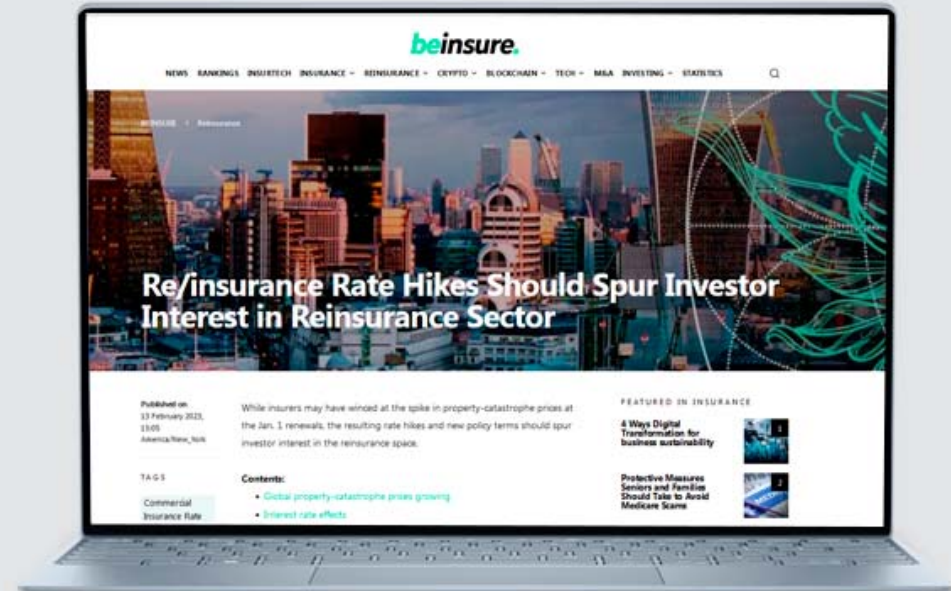 beinsure.
NEWS RANKINGS INSURTECH INSURANCE REINSURANCE CRYPTO BLOCKCHAIN TECH M&A INVESTING STATISTICS
BEINSURE Reinsurance
Re/insurance Rate Hikes Should Spur Investor
Interest in Reinsurance Sector
Published on
13 February 2023,
13:05
America/New_York
TAGS
Commercial
Insurance Rate
While insurers may have winced at the spike in property-catastrophe prices at
the Jan. 1 renewals, the resulting rate hikes and new policy terms should spur
investor interest in the reinsurance space.
Contents:
• Global property-catastrophe prices growing
• Interest rate effects
FEATURED IN INSURANCE
4 Ways Digital
Transformation for
business sustainability
1
Protective Measures
Seniors and Families
Should Take to Avoid
Medicare Scams
2